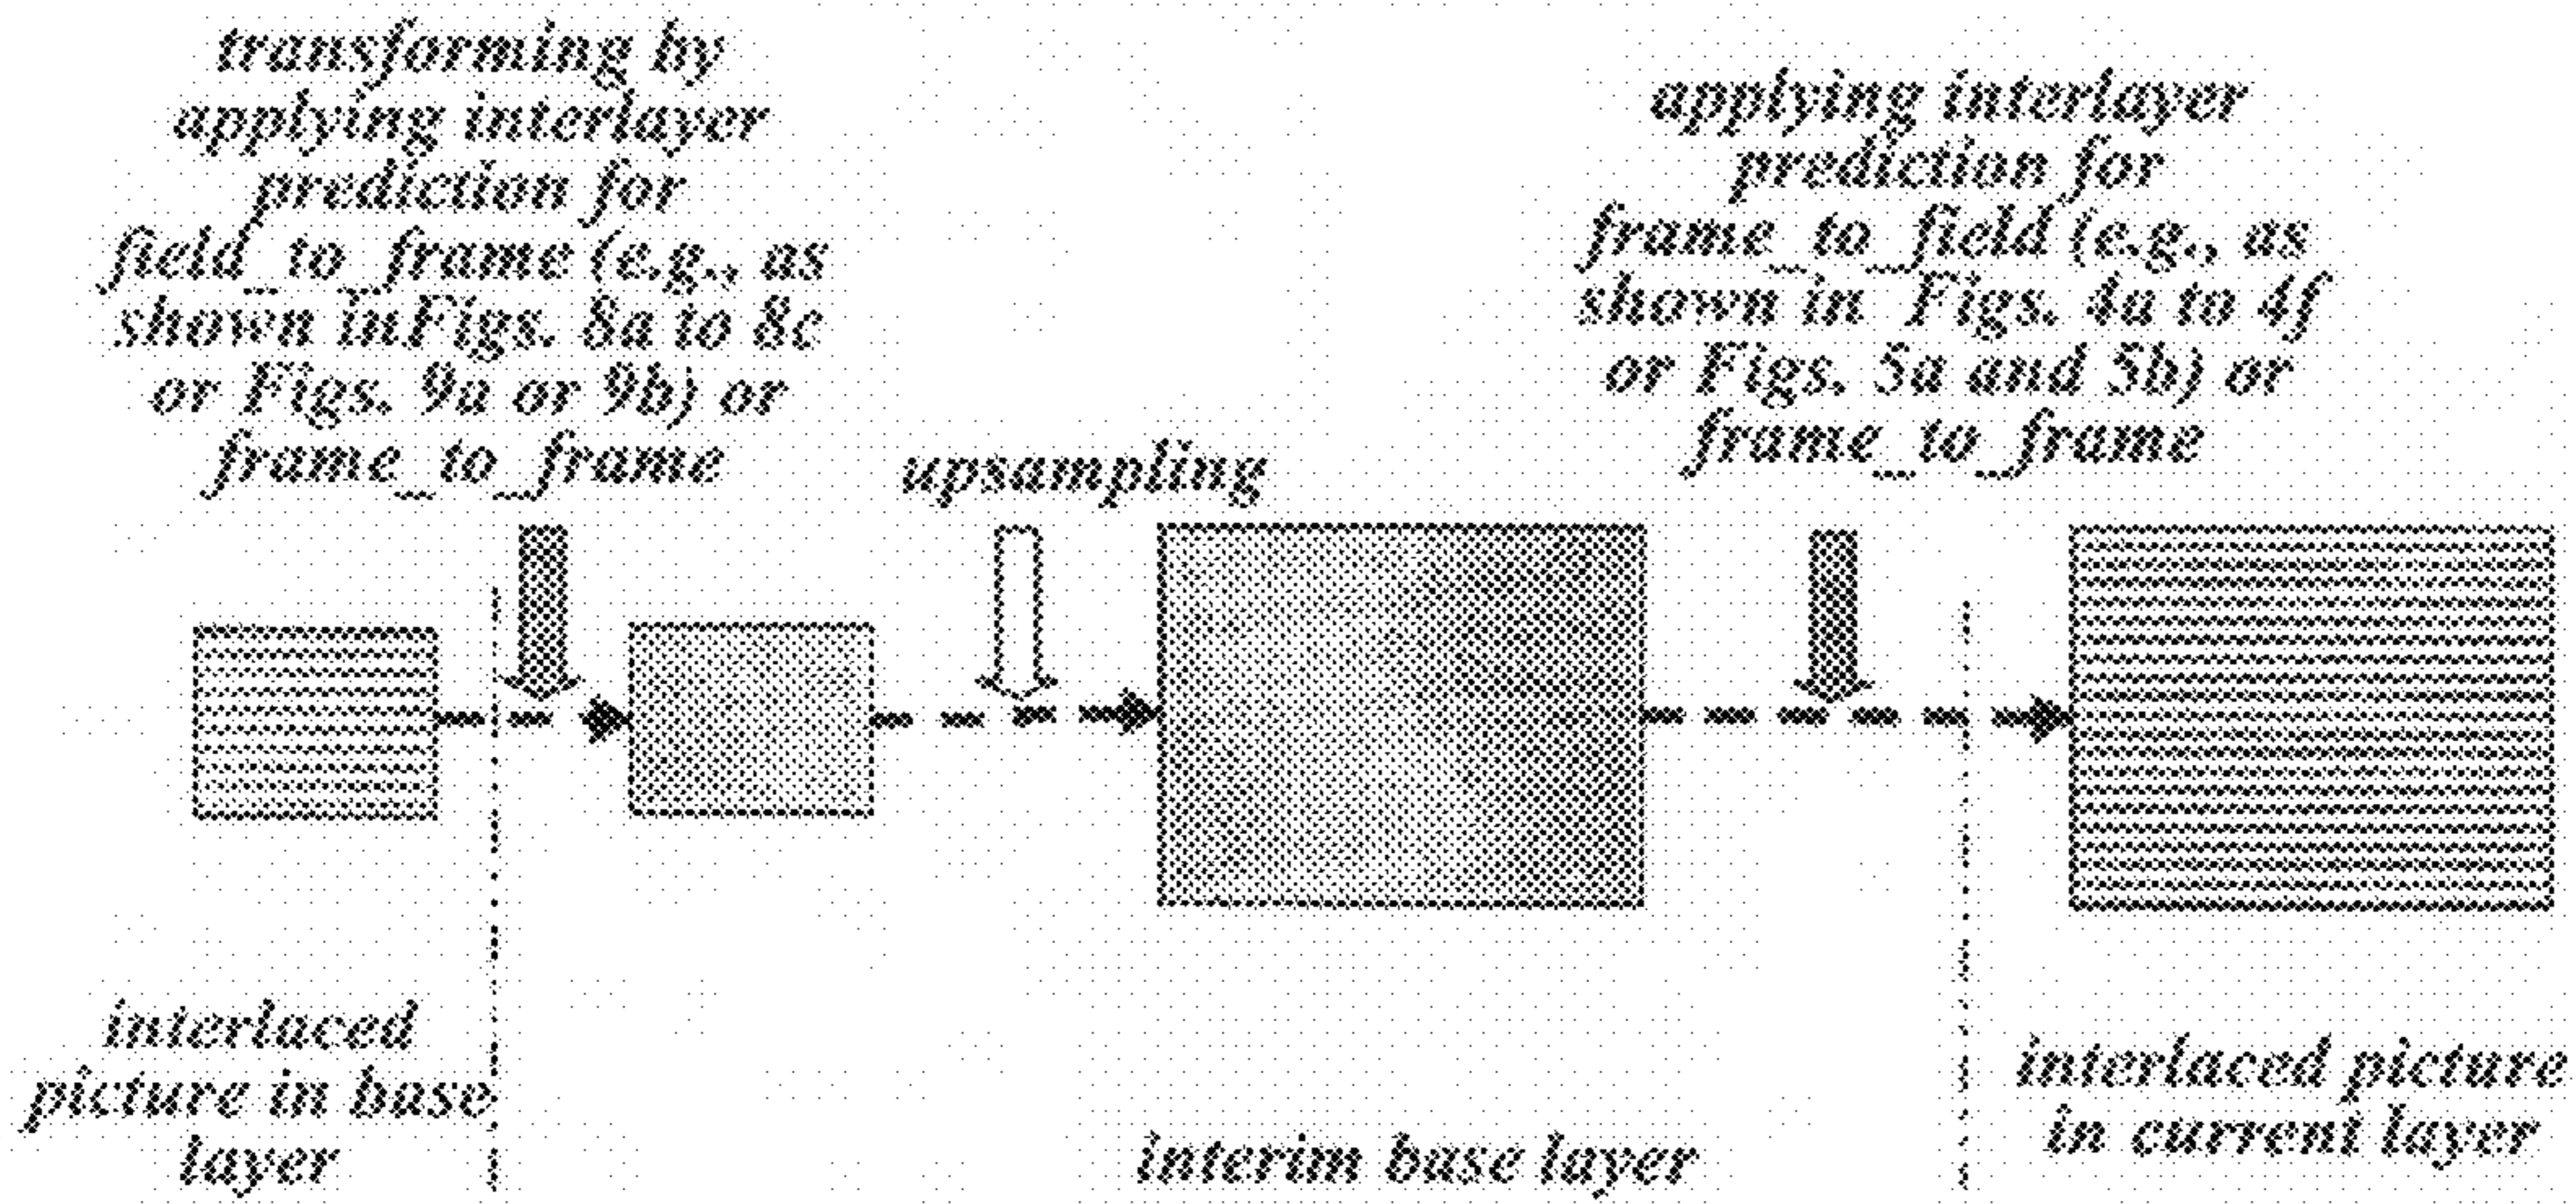 transforming by
applying interlayer
prediction for
field_to_frame (e.g., as
shown inFigs. 8a to 8c
or Figs. 9a or 9b) or
frame_to_frame
upsampling
applying interlayer
prediction for
frame_to_field (e.g., as
shown in Figs. 4a to 4f
or Figs. 5a and 5b) or
frame_to_frame
interlaced
picture in base
layer
interim base layer
interlaced picture
in current layer